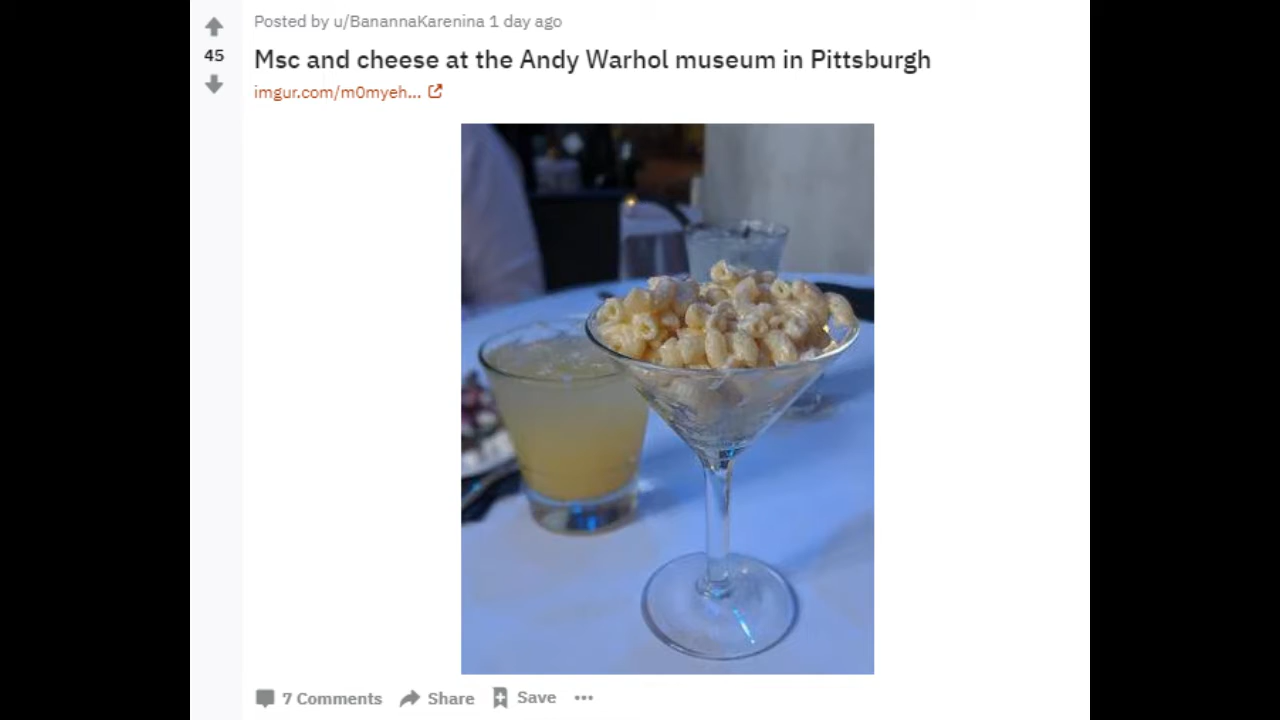 Posted by u/BanannaKarenina 1 day ago
45
Msc and cheese at the Andy Warhol museum in Pittsburgh
imgur.com/m0myeh...
7 Comments Share Save